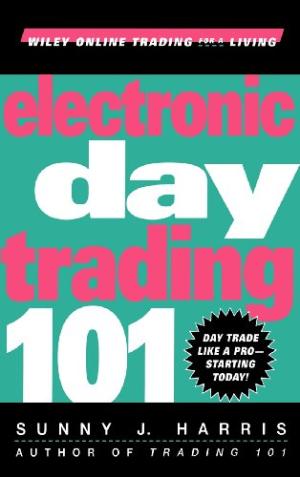 WILEY ONLINE TRADING FOR A LIVING
electronic
day
trading
101
DAY TRADE
LIKE A PRO—
STARTING
TODAY!
SUNNY J. HARRIS
AUTHOR OF TRADING 101